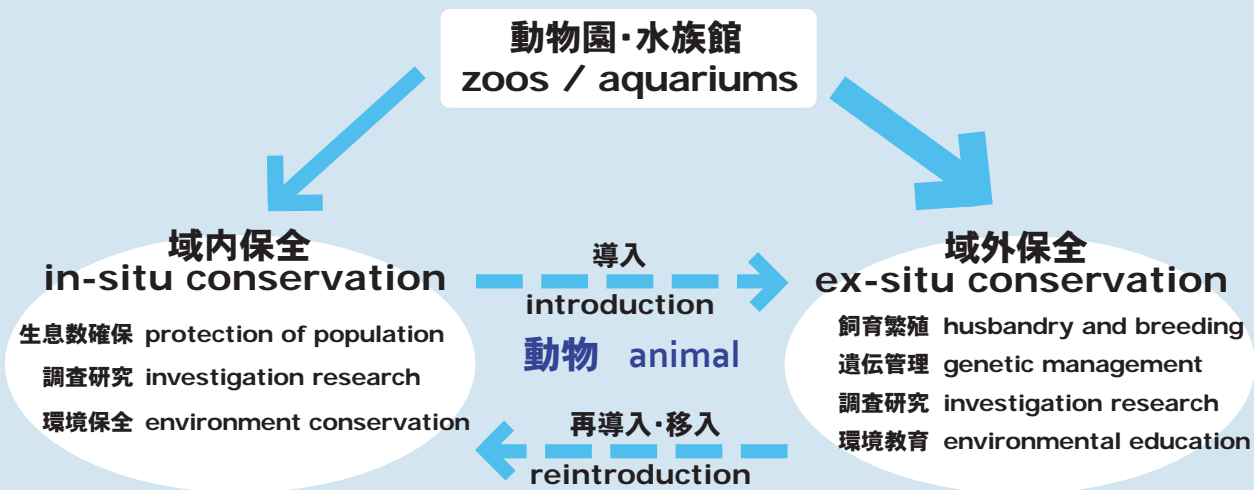 動物園・水族館
zoos / aquariums
域内保全
in-situ conservation
生息数確保 protection of population
調査研究 investigation research
環境保全 environment conservation
導入
introduction
動物 animal
再導入・移入
reintroduction
域外保全
ex-situ conservation
飼育繁殖 husbandry and breeding
遺伝管理 genetic management
調査研究 investigation research
環境教育 environmental education